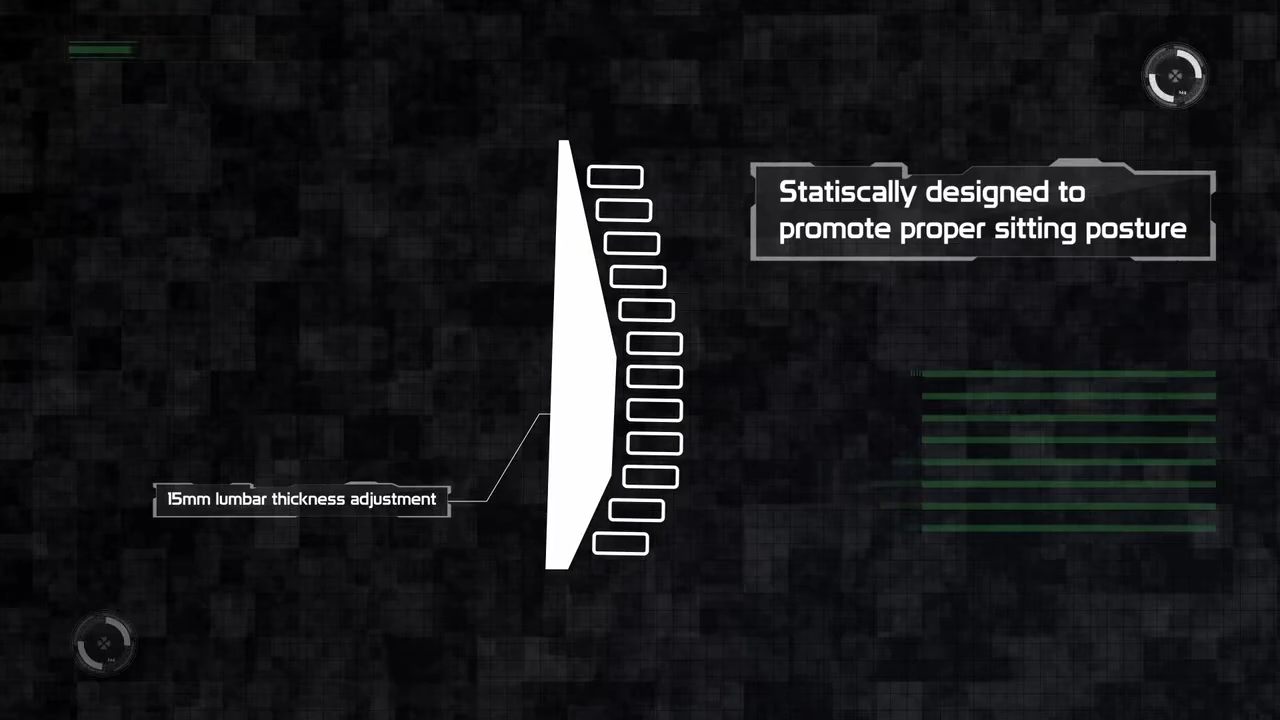 Statiscally designed to
promote proper sitting posture
15mm lumbar thickness adjustment